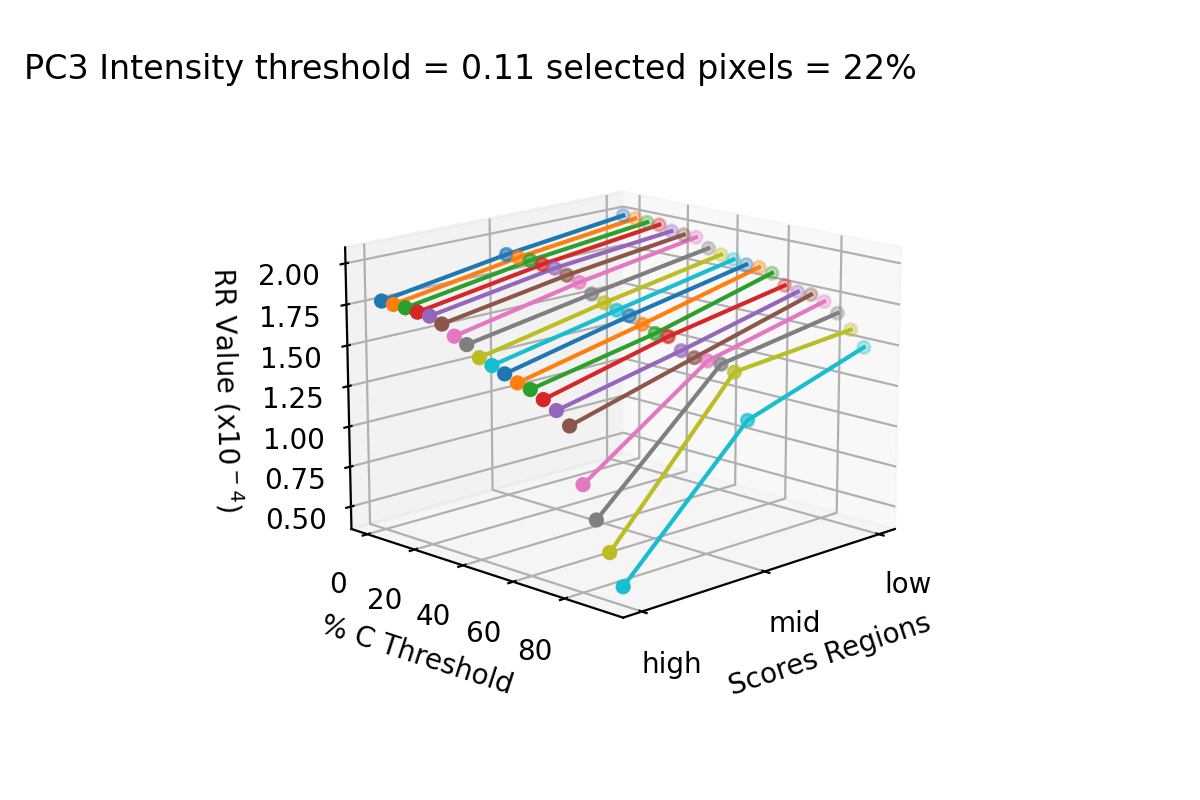 PC3 Intensity threshold = 0.11 selected pixels = 22%
RR Value (x10⁻⁴)
2.00
1.75
1.50
1.25
1.00
0.75
0.50
0
20
40
60
80
% C Threshold
high
mid
low
Scores Regions